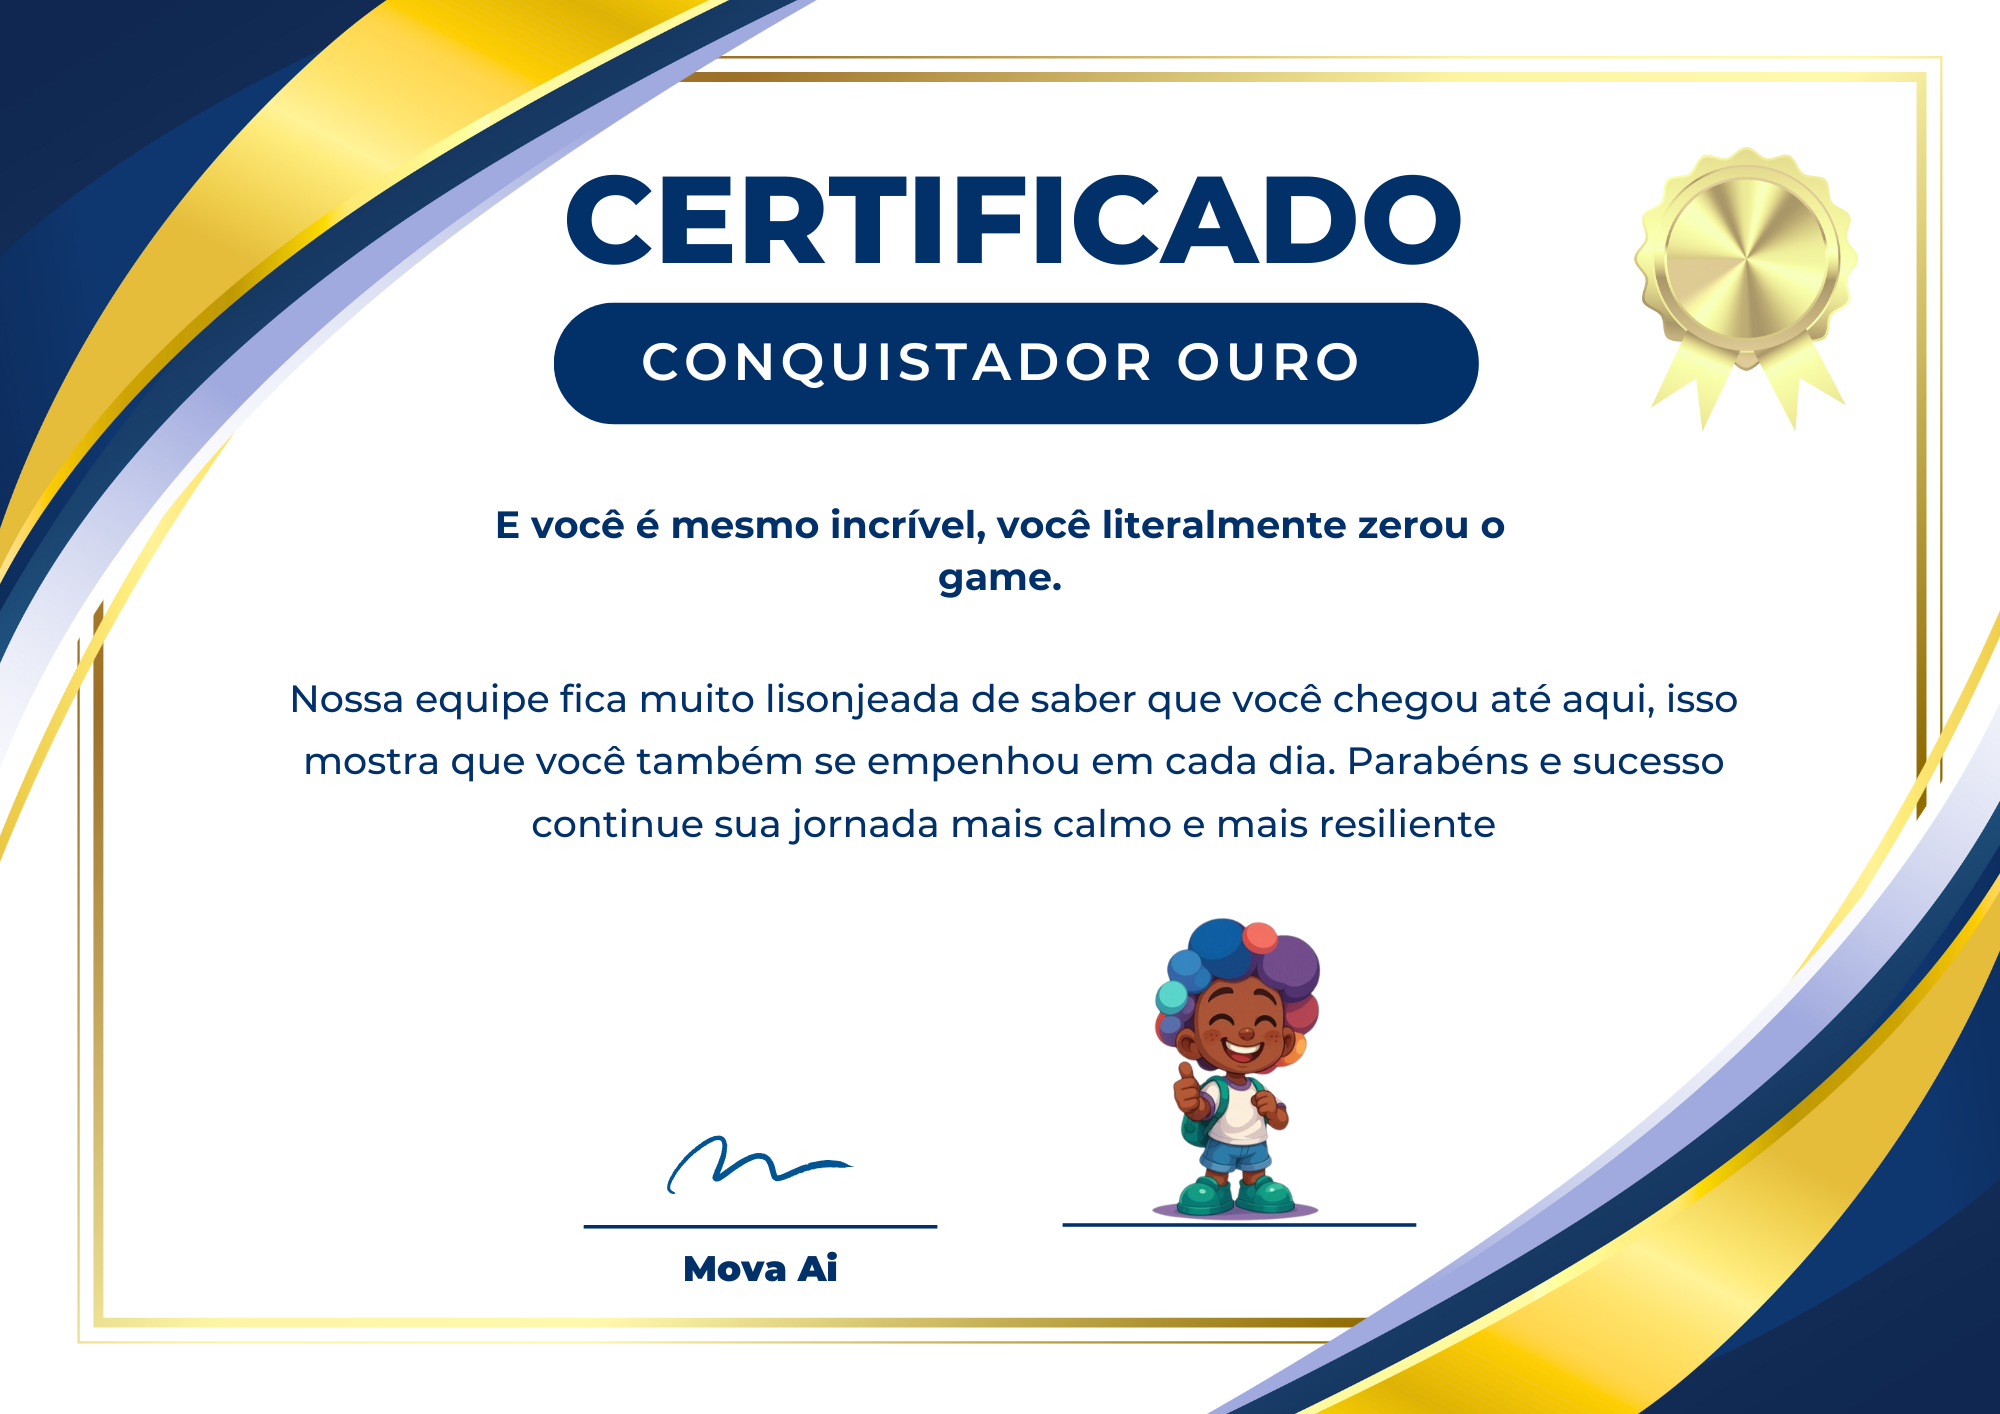 CERTIFICADO
CONQUISTADOR OURO
E você é mesmo incrível, você literalmente zerou o
game.
Nossa equipe fica muito lisonjeada de saber que você chegou até aqui, isso
mostra que você também se empenhou em cada dia. Parabéns e sucesso
continue sua jornada mais calmo e mais resiliente
Mova Ai